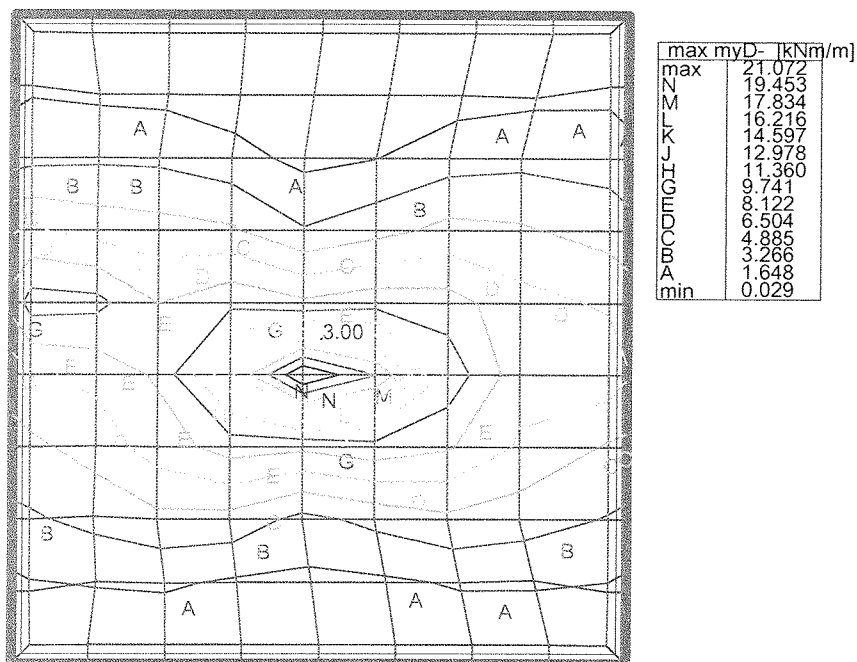 max myD- [kNm/m]
max 21.072
N 19.453
M 17.834
L 16.216
K 14.597
J 12.978
H 11.360
G 9.741
E 8.122
D 6.504
C 4.885
B 3.266
A 1.648
min 0.029
A A A
B B A
B
C
D D
E
G G E
.3.00
E
N N M
E E
G
E
B B B
A A A